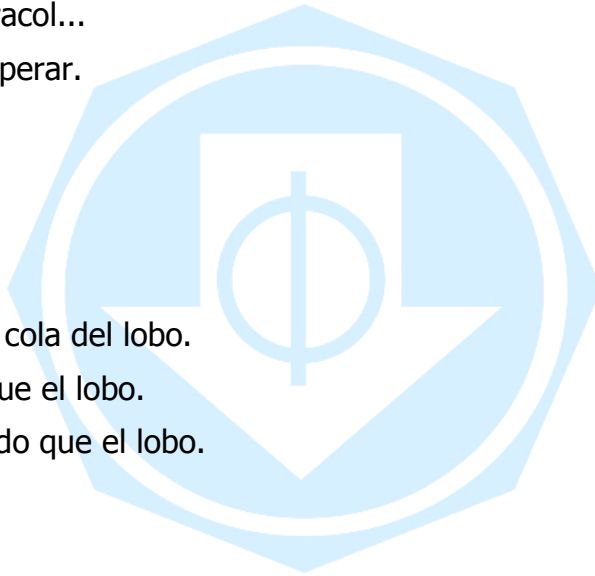 acol...
perar.
cola del lobo.
ue el lobo.
do que el lobo.